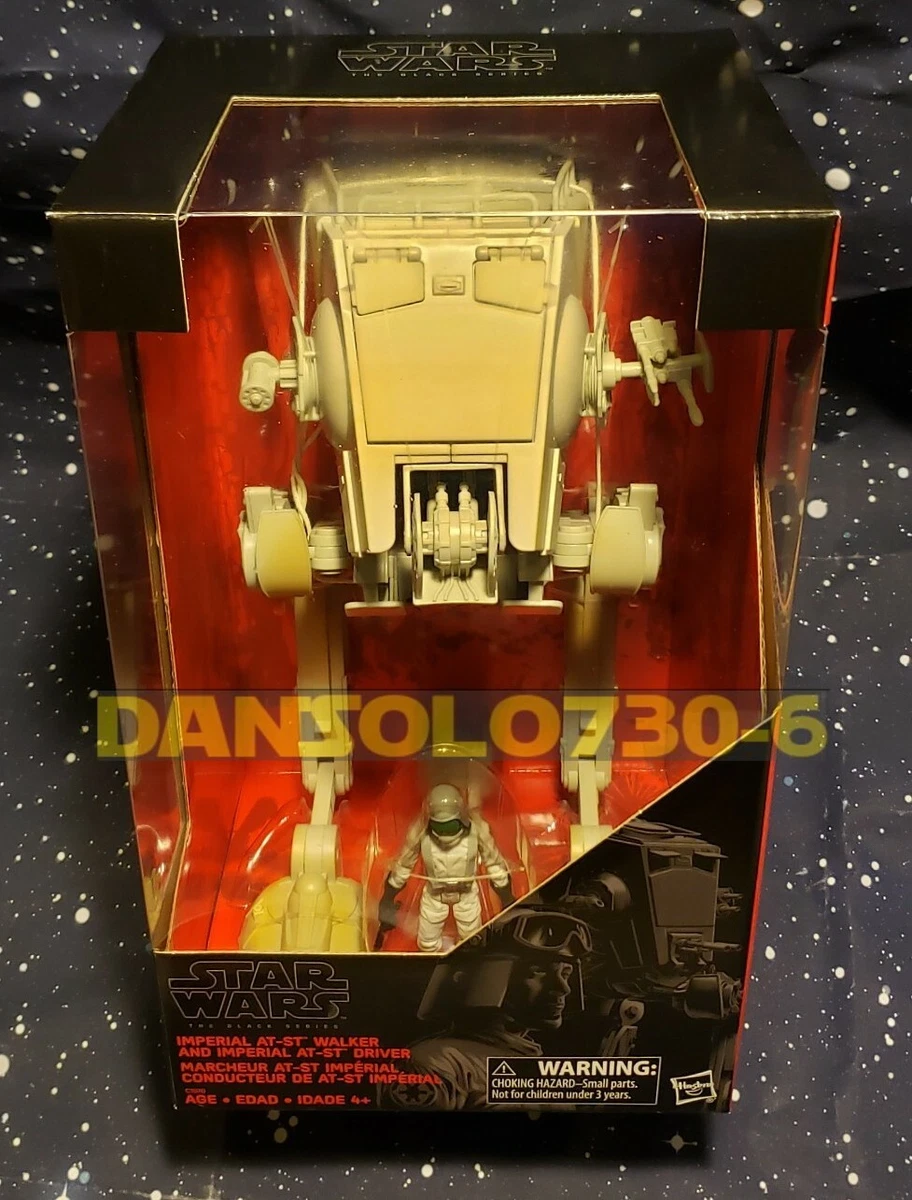 STAR
WARS
THE BLACK SERIES
DANSOLO730-6
STAR
WARS
THE BLACK SERIES
IMPERIAL AT-ST™ WALKER
AND IMPERIAL AT-ST™ DRIVER
MARCHEUR AT-ST IMPÉRIAL
CONDUCTEUR DE AT-ST IMPÉRIAL
AGE • EDAD • IDADE 4+
WARNING:
CHOKING HAZARD–Small parts.
Not for children under 3 years.
Hasbro